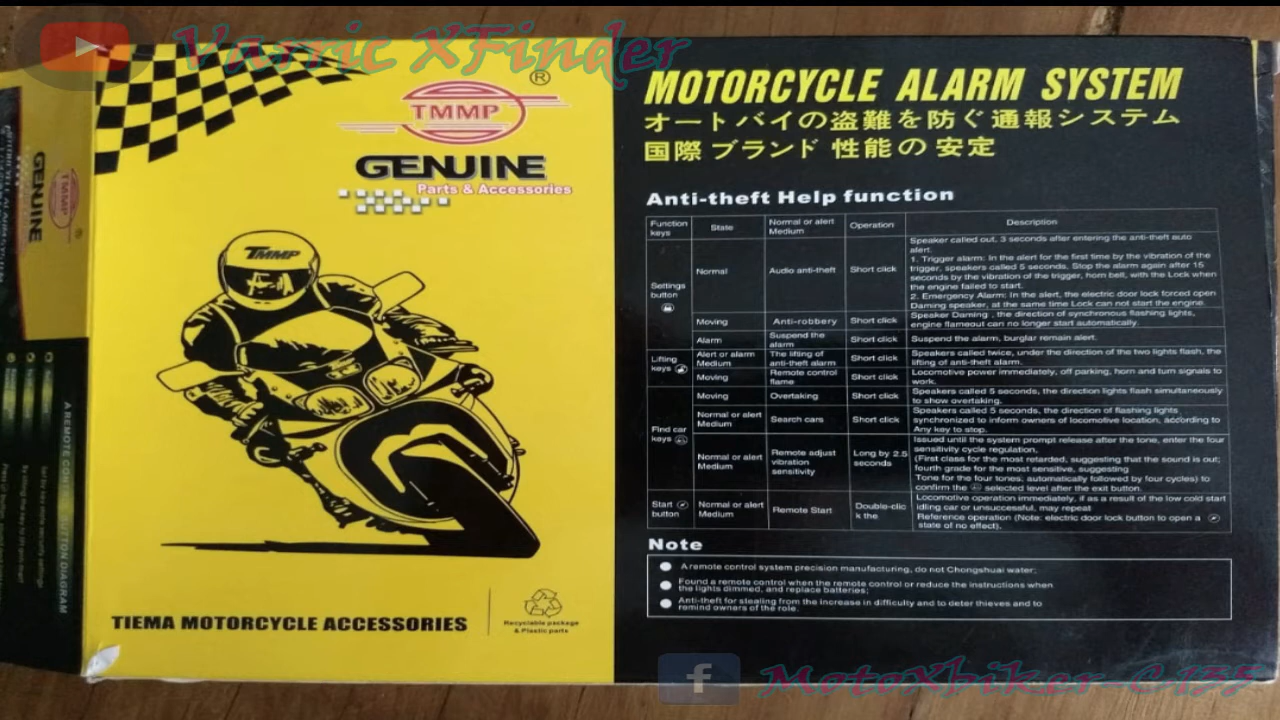 Varric XFinder
TMMP
®
GENUINE
Parts & Accessories
TMMP
TIEMA MOTORCYCLE ACCESSORIES
Recyclable package
& Plastic parts
TMMP
GENUINE
A REMOTE CONT
BUTTON DIAGRAM
MOTORCYCLE ALARM SYSTEM
オートバイの盗難を防ぐ通報システム
国際ブランド 性能の安定
Anti-theft Help function
Function keys
State
Normal or alert Medium
Operation
Description
Settings button
Normal
Audio anti-theft
Short click
Speaker called out, 3 seconds after entering the anti-theft auto
alert.
1. Trigger alarm: In the alert for the first time by the vibration of the
trigger, speakers called 5 seconds. Stop the alarm again after 15
seconds by the vibration of the trigger, horn bell, with the Lock when
the engine failed to start.
2. Emergency Alarm: In the alert, the electric door lock forced open
Daming speaker, at the same time Lock can not start the engine.
Moving
Anti-robbery
Short click
Speaker Daming , the direction of synchronous flashing lights,
engine flameout can no longer start automatically.
Alarm
Suspend the alarm
Short click
Suspend the alarm, burglar remain alert.
Lifting keys
Alert or alarm Medium
The lifting of anti-theft alarm
Short click
Speakers called twice, under the direction of the two lights flash, the
lifting of anti-theft alarm.
Moving
Remote control flame
Short click
Locomotive power immediately, off parking, horn and turn signals to
work.
Find car keys
Moving
Overtaking
Short click
Speakers called 5 seconds, the direction lights flash simultaneously
to show overtaking.
Normal or alert Medium
Search cars
Short click
Speakers called 5 seconds, the direction of flashing lights
synchronized to inform owners of locomotive location, according to
Any key to stop.
Normal or alert Medium
Remote adjust vibration sensitivity
Long by 2.5 seconds
Issued until the system prompt release after the tone, enter the four
sensitivity cycle regulation,
(First class for the most retarded, suggesting that the sound is out;
fourth grade for the most sensitive, suggesting
Tone for the four tones. automatically followed by four cycles) to
confirm the selected level after the exit button.
Start button
Normal or alert Medium
Remote Start
Double-clic k the
Locomotive operation immediately, if as a result of the low cold start
idling car or unsuccessful, may repeat
Reference operation (Note: electric door lock button to open a
state of no effect).
Note
A remote control system precision manufacturing, do not Chongshuai water;
Found a remote control when the remote control or reduce the instructions when
the lights dimmed, and replace batteries;
Anti-theft for stealing from the increase in difficulty and to deter thieves and to
remind owners of the role.
f
MotoXbiker-C135